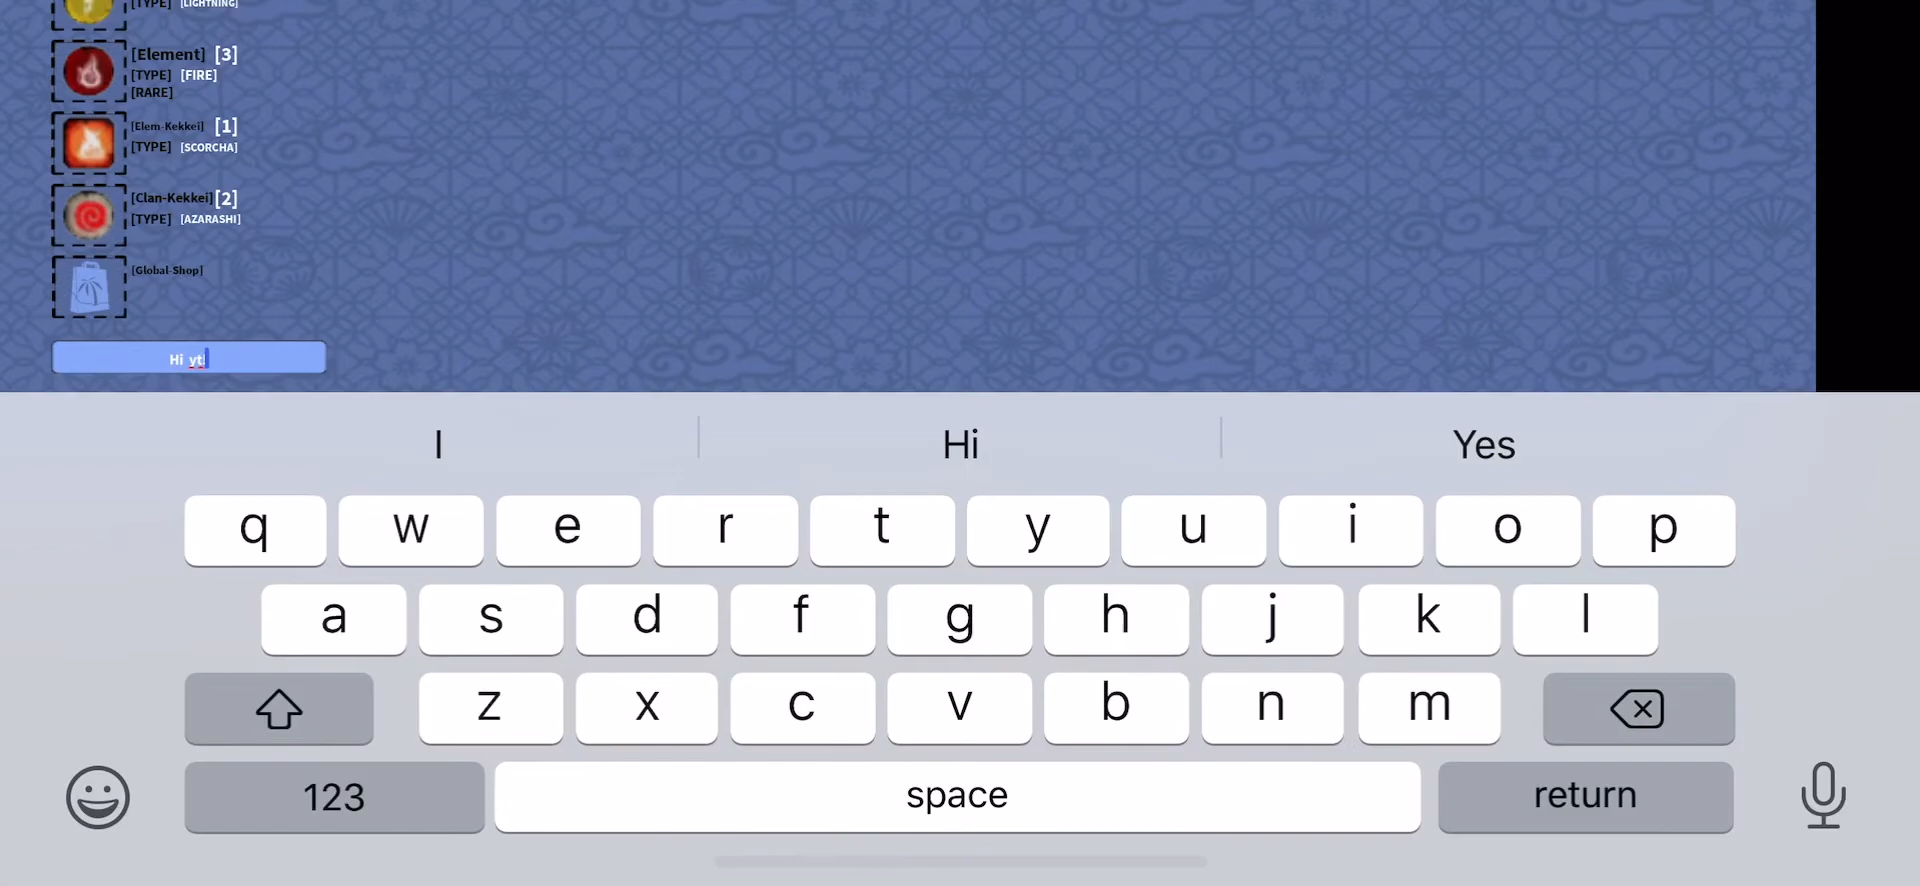 [TYPE] [LIGHTNING]
[Element] [3]
[TYPE] [FIRE]
[RARE]
[Elem-Kekkei] [1]
[TYPE] [SCORCHA]
[Clan-Kekkei] [2]
[TYPE] [AZARASHI]
[Global-Shop]
Hi yt
I Hi Yes
q w e r t y u i o p
a s d f g h j k l
z x c v b n m
123 space return